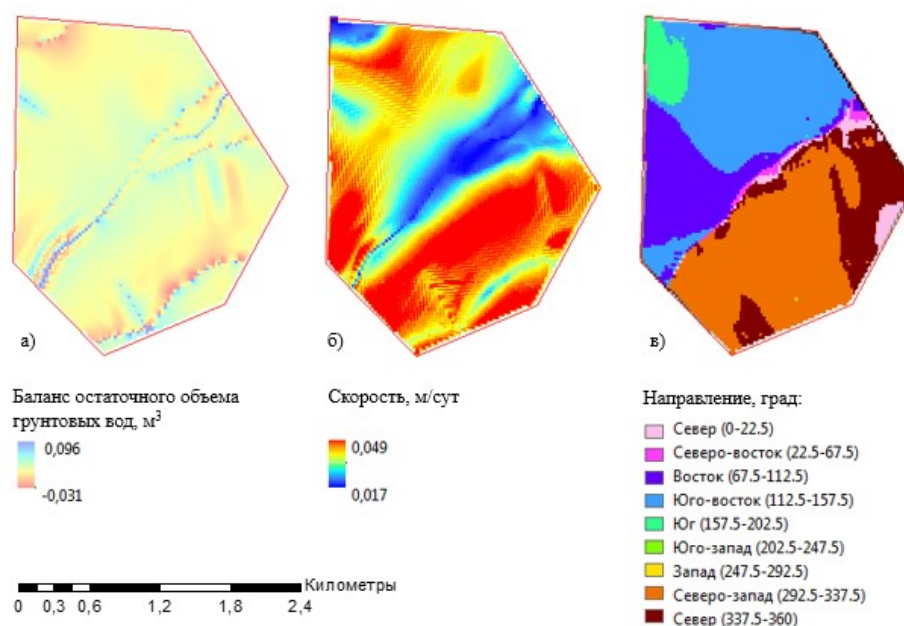 а)
б)
в)
Баланс остаточного объема
грунтовых вод, м³
0,096
-0,031
Скорость, м/сут
0,049
0,017
Направление, град:
Север (0-22.5)
Северо-восток (22.5-67.5)
Восток (67.5-112.5)
Юго-восток (112.5-157.5)
Юг (157.5-202.5)
Юго-запад (202.5-247.5)
Запад (247.5-292.5)
Северо-запад (292.5-337.5)
Север (337.5-360)
Километры
0 0,3 0,6 1,2 1,8 2,4